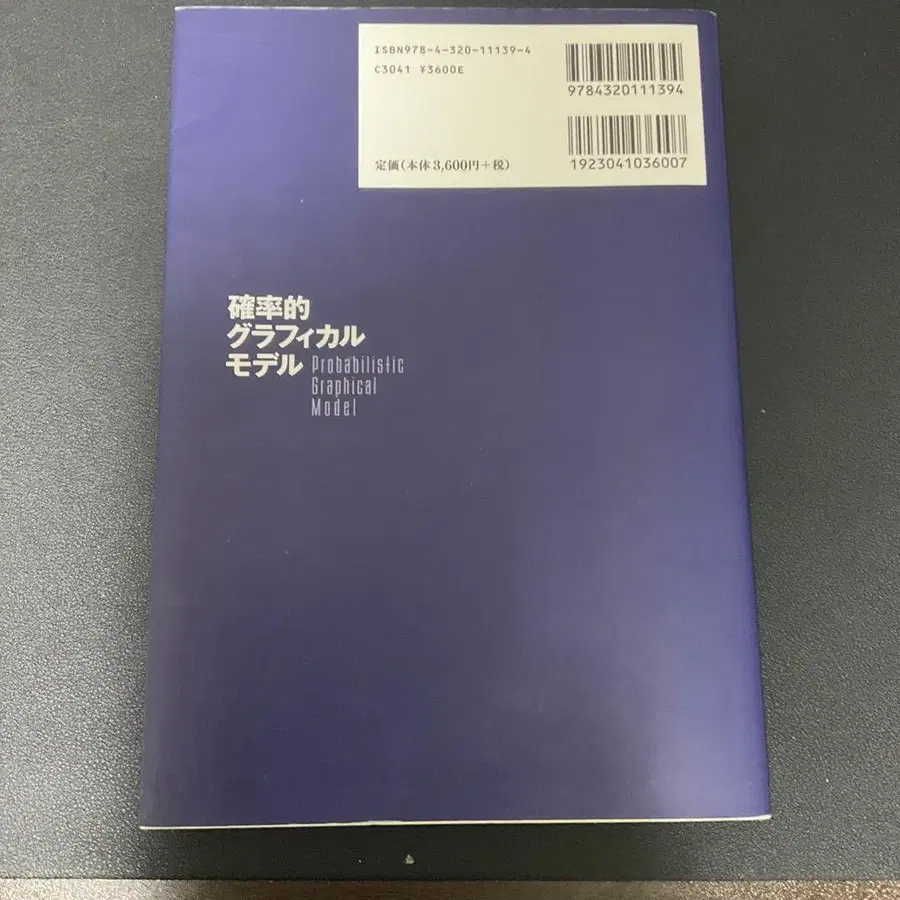 ISBN978-4-320-11139-4
C3041 ¥3600E
9784320111394
定価(本体3,600円+税)
1923041036007
確率的
グラフィカル
モデル
Probabilistic
Graphical
Model